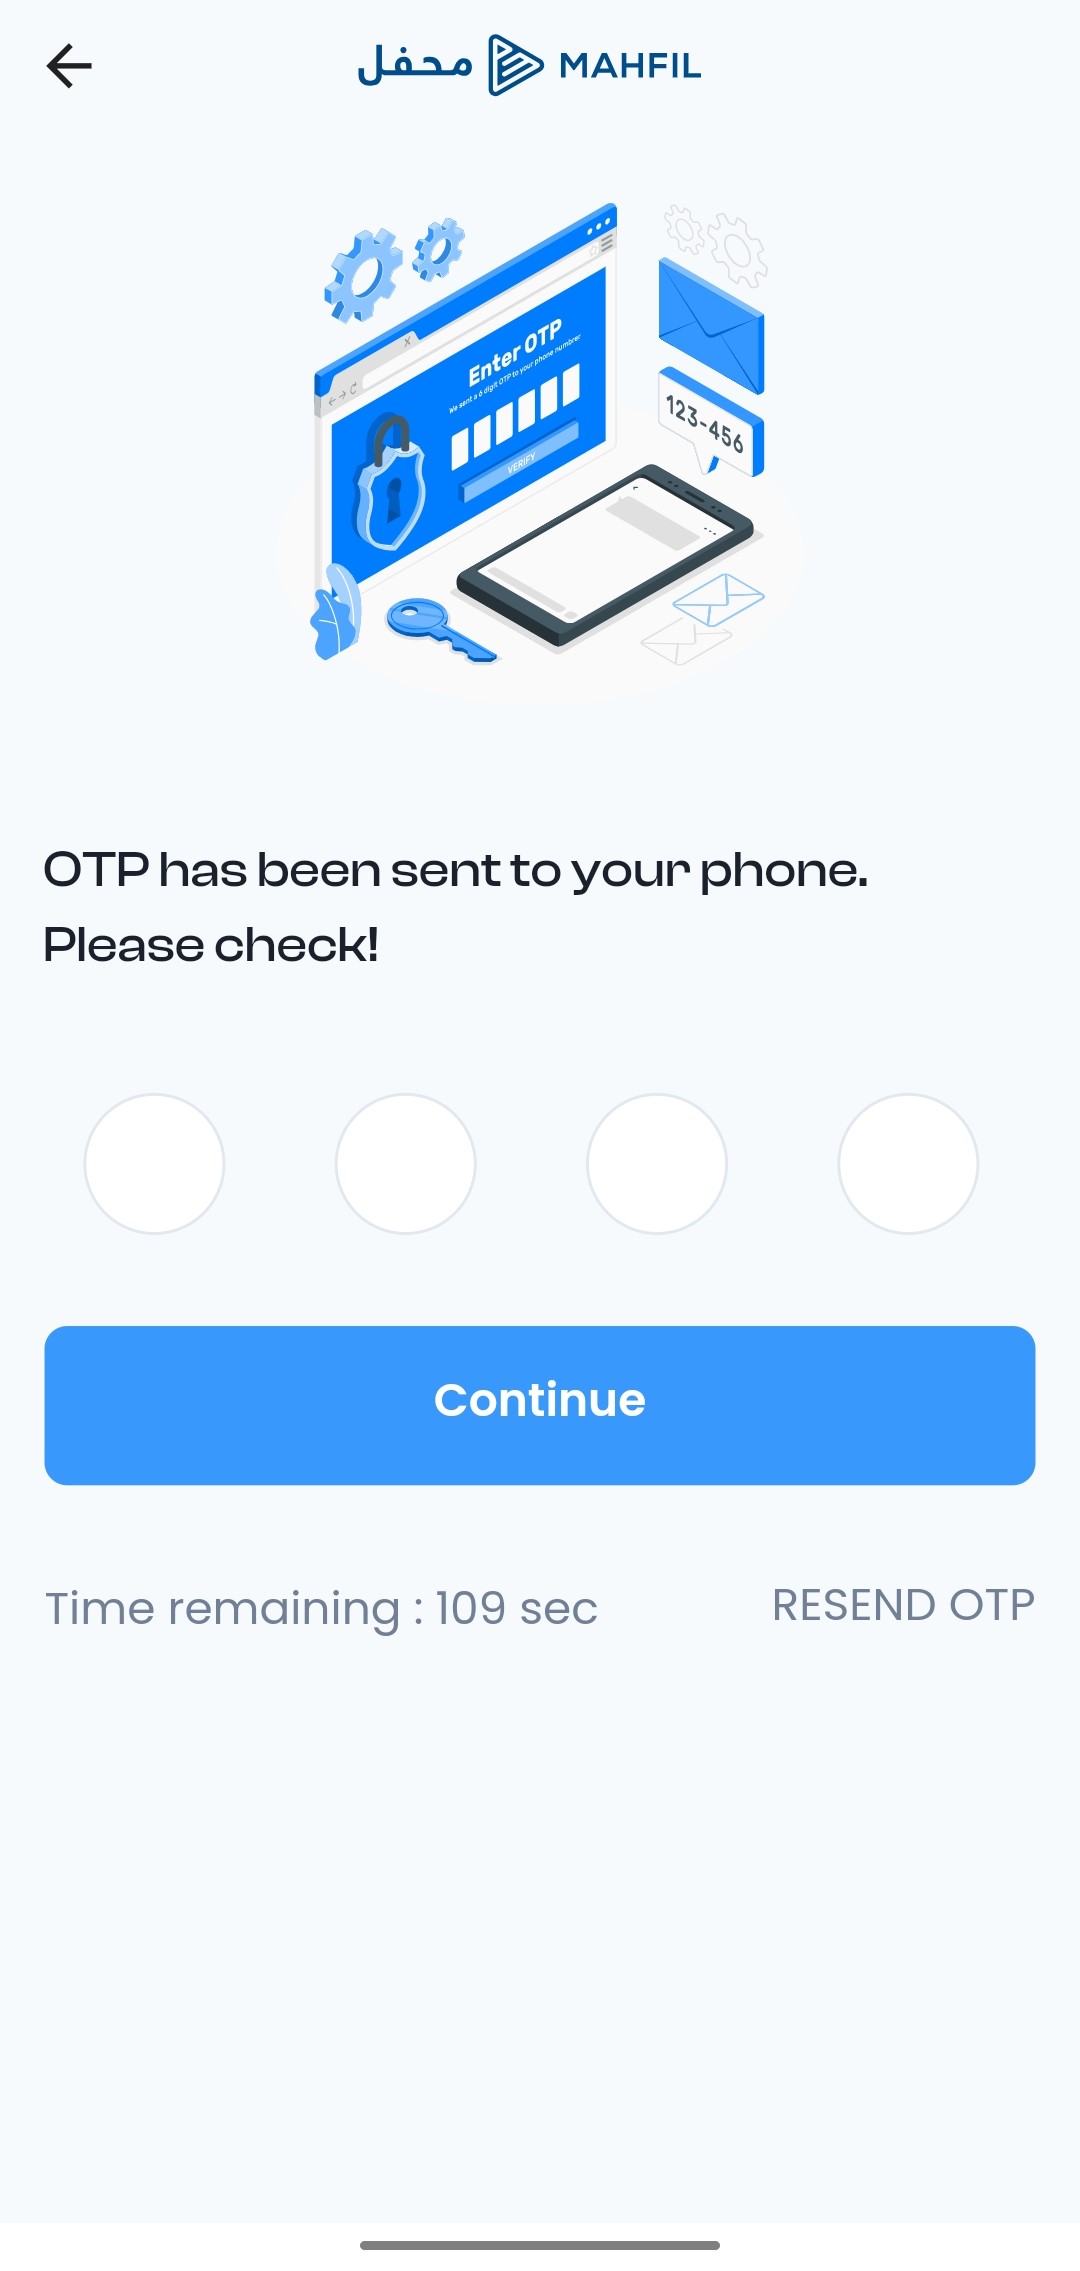 محفل MAHFIL
Enter OTP
We sent a 6 digit OTP to your phone number
VERIFY
123-456
OTP has been sent to your phone.
Please check!
Continue
Time remaining : 109 sec RESEND OTP